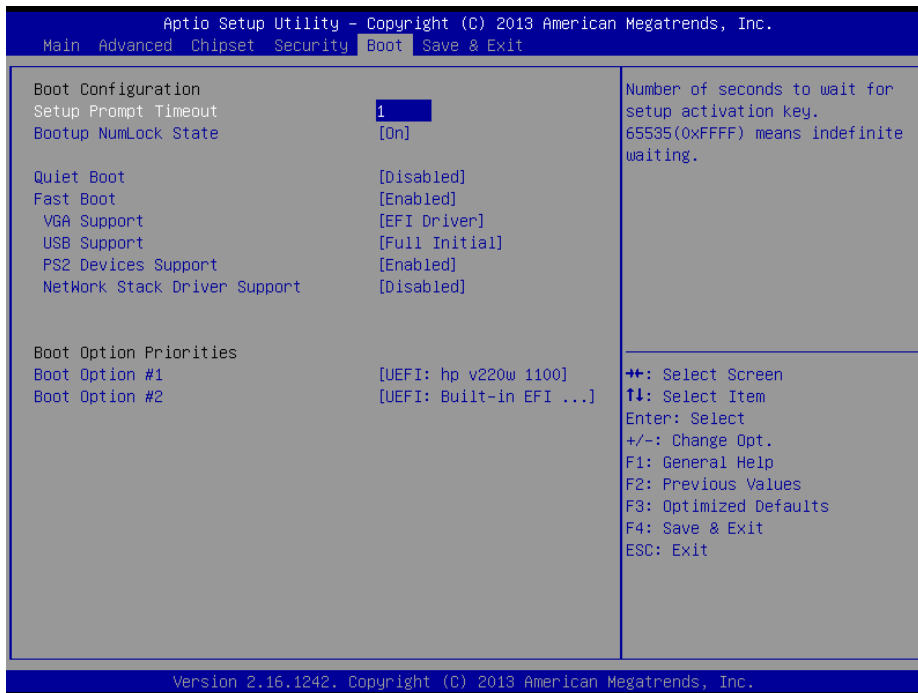 Aptio Setup Utility – Copyright (C) 2013 American Megatrends, Inc.
Main Advanced Chipset Security Boot Save & Exit
Boot Configuration
Setup Prompt Timeout 1
Bootup NumLock State [On]
Quiet Boot [Disabled]
Fast Boot [Enabled]
VGA Support [EFI Driver]
USB Support [Full Initial]
PS2 Devices Support [Enabled]
NetWork Stack Driver Support [Disabled]
Boot Option Priorities
Boot Option #1 [UEFI: hp v220w 1100]
Boot Option #2 [UEFI: Built-in EFI ...]
Number of seconds to wait for
setup activation key.
65535(0xFFFF) means indefinite
waiting.
→←: Select Screen
↑↓: Select Item
Enter: Select
+/-: Change Opt.
F1: General Help
F2: Previous Values
F3: Optimized Defaults
F4: Save & Exit
ESC: Exit
Version 2.16.1242. Copyright (C) 2013 American Megatrends, Inc.